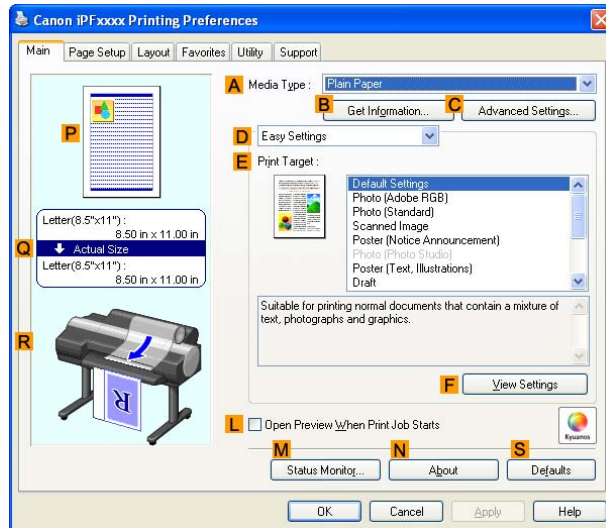 Canon iPFxxxx Printing Preferences
Main Page Setup Layout Favorites Utility Support
A Media Type : Plain Paper
B C
Get Information... Advanced Settings...
D Easy Settings
E Print Target :
P
Default Settings
Photo (Adobe RGB)
Photo (Standard)
Scanned Image
Poster (Notice Announcement)
Photo (Photo Studio)
Poster (Text, Illustrations)
Draft
Letter(8.5"x11") :
8.50 in x 11.00 in
Q Actual Size
Letter(8.5"x11") :
8.50 in x 11.00 in
Suitable for printing normal documents that contain a mixture of
text, photographs and graphics.
R
R
F View Settings
L Open Preview When Print Job Starts
Kyuanos
M N S
Status Monitor... About Defaults
OK Cancel Apply Help